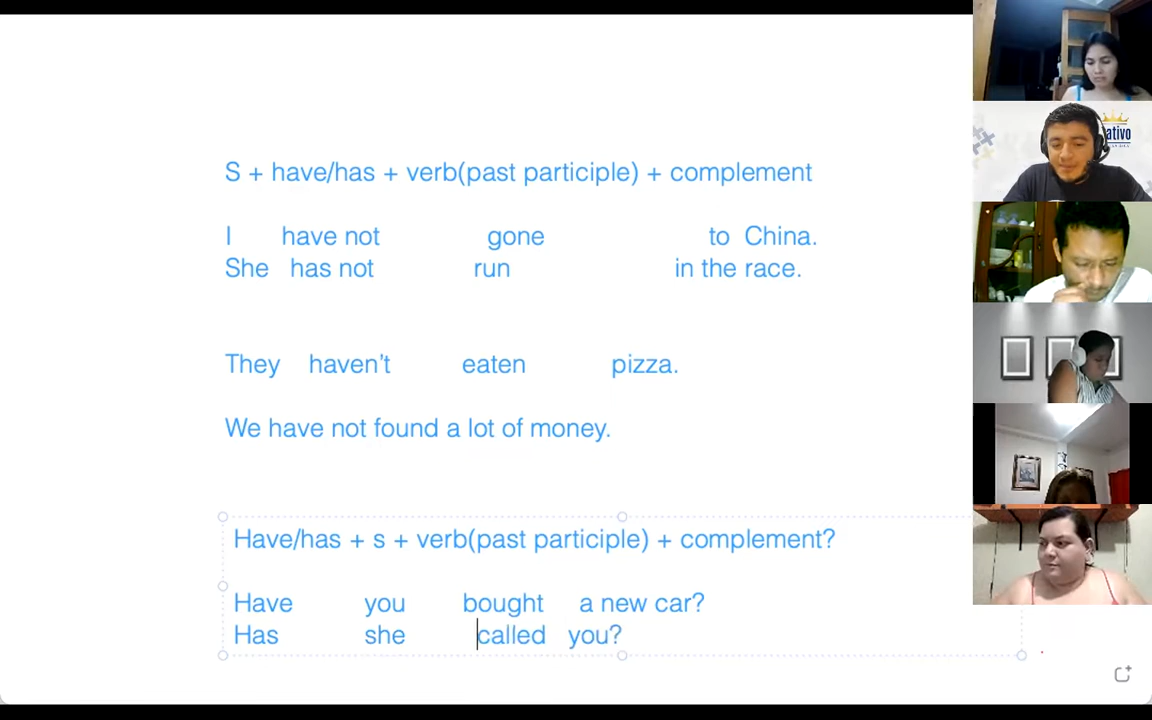 S + have/has + verb(past participle) + complement
I have not gone to China.
She has not run in the race.
They haven't eaten pizza.
We have not found a lot of money.
Have/has + s + verb(past participle) + complement?
Have you bought a new car?
Has she called you?
ativo